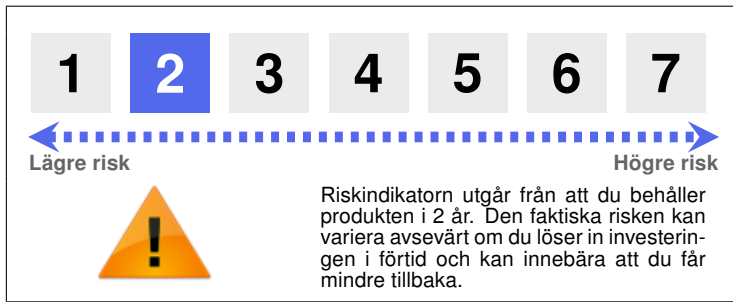 1 2 3 4 5 6 7
Lägre risk Högre risk
!
Riskindikatorn utgår från att du behåller
produkten i 2 år. Den faktiska risken kan
variera avsevärt om du löser in investerin-
gen i förtid och kan innebära att du får
mindre tillbaka.